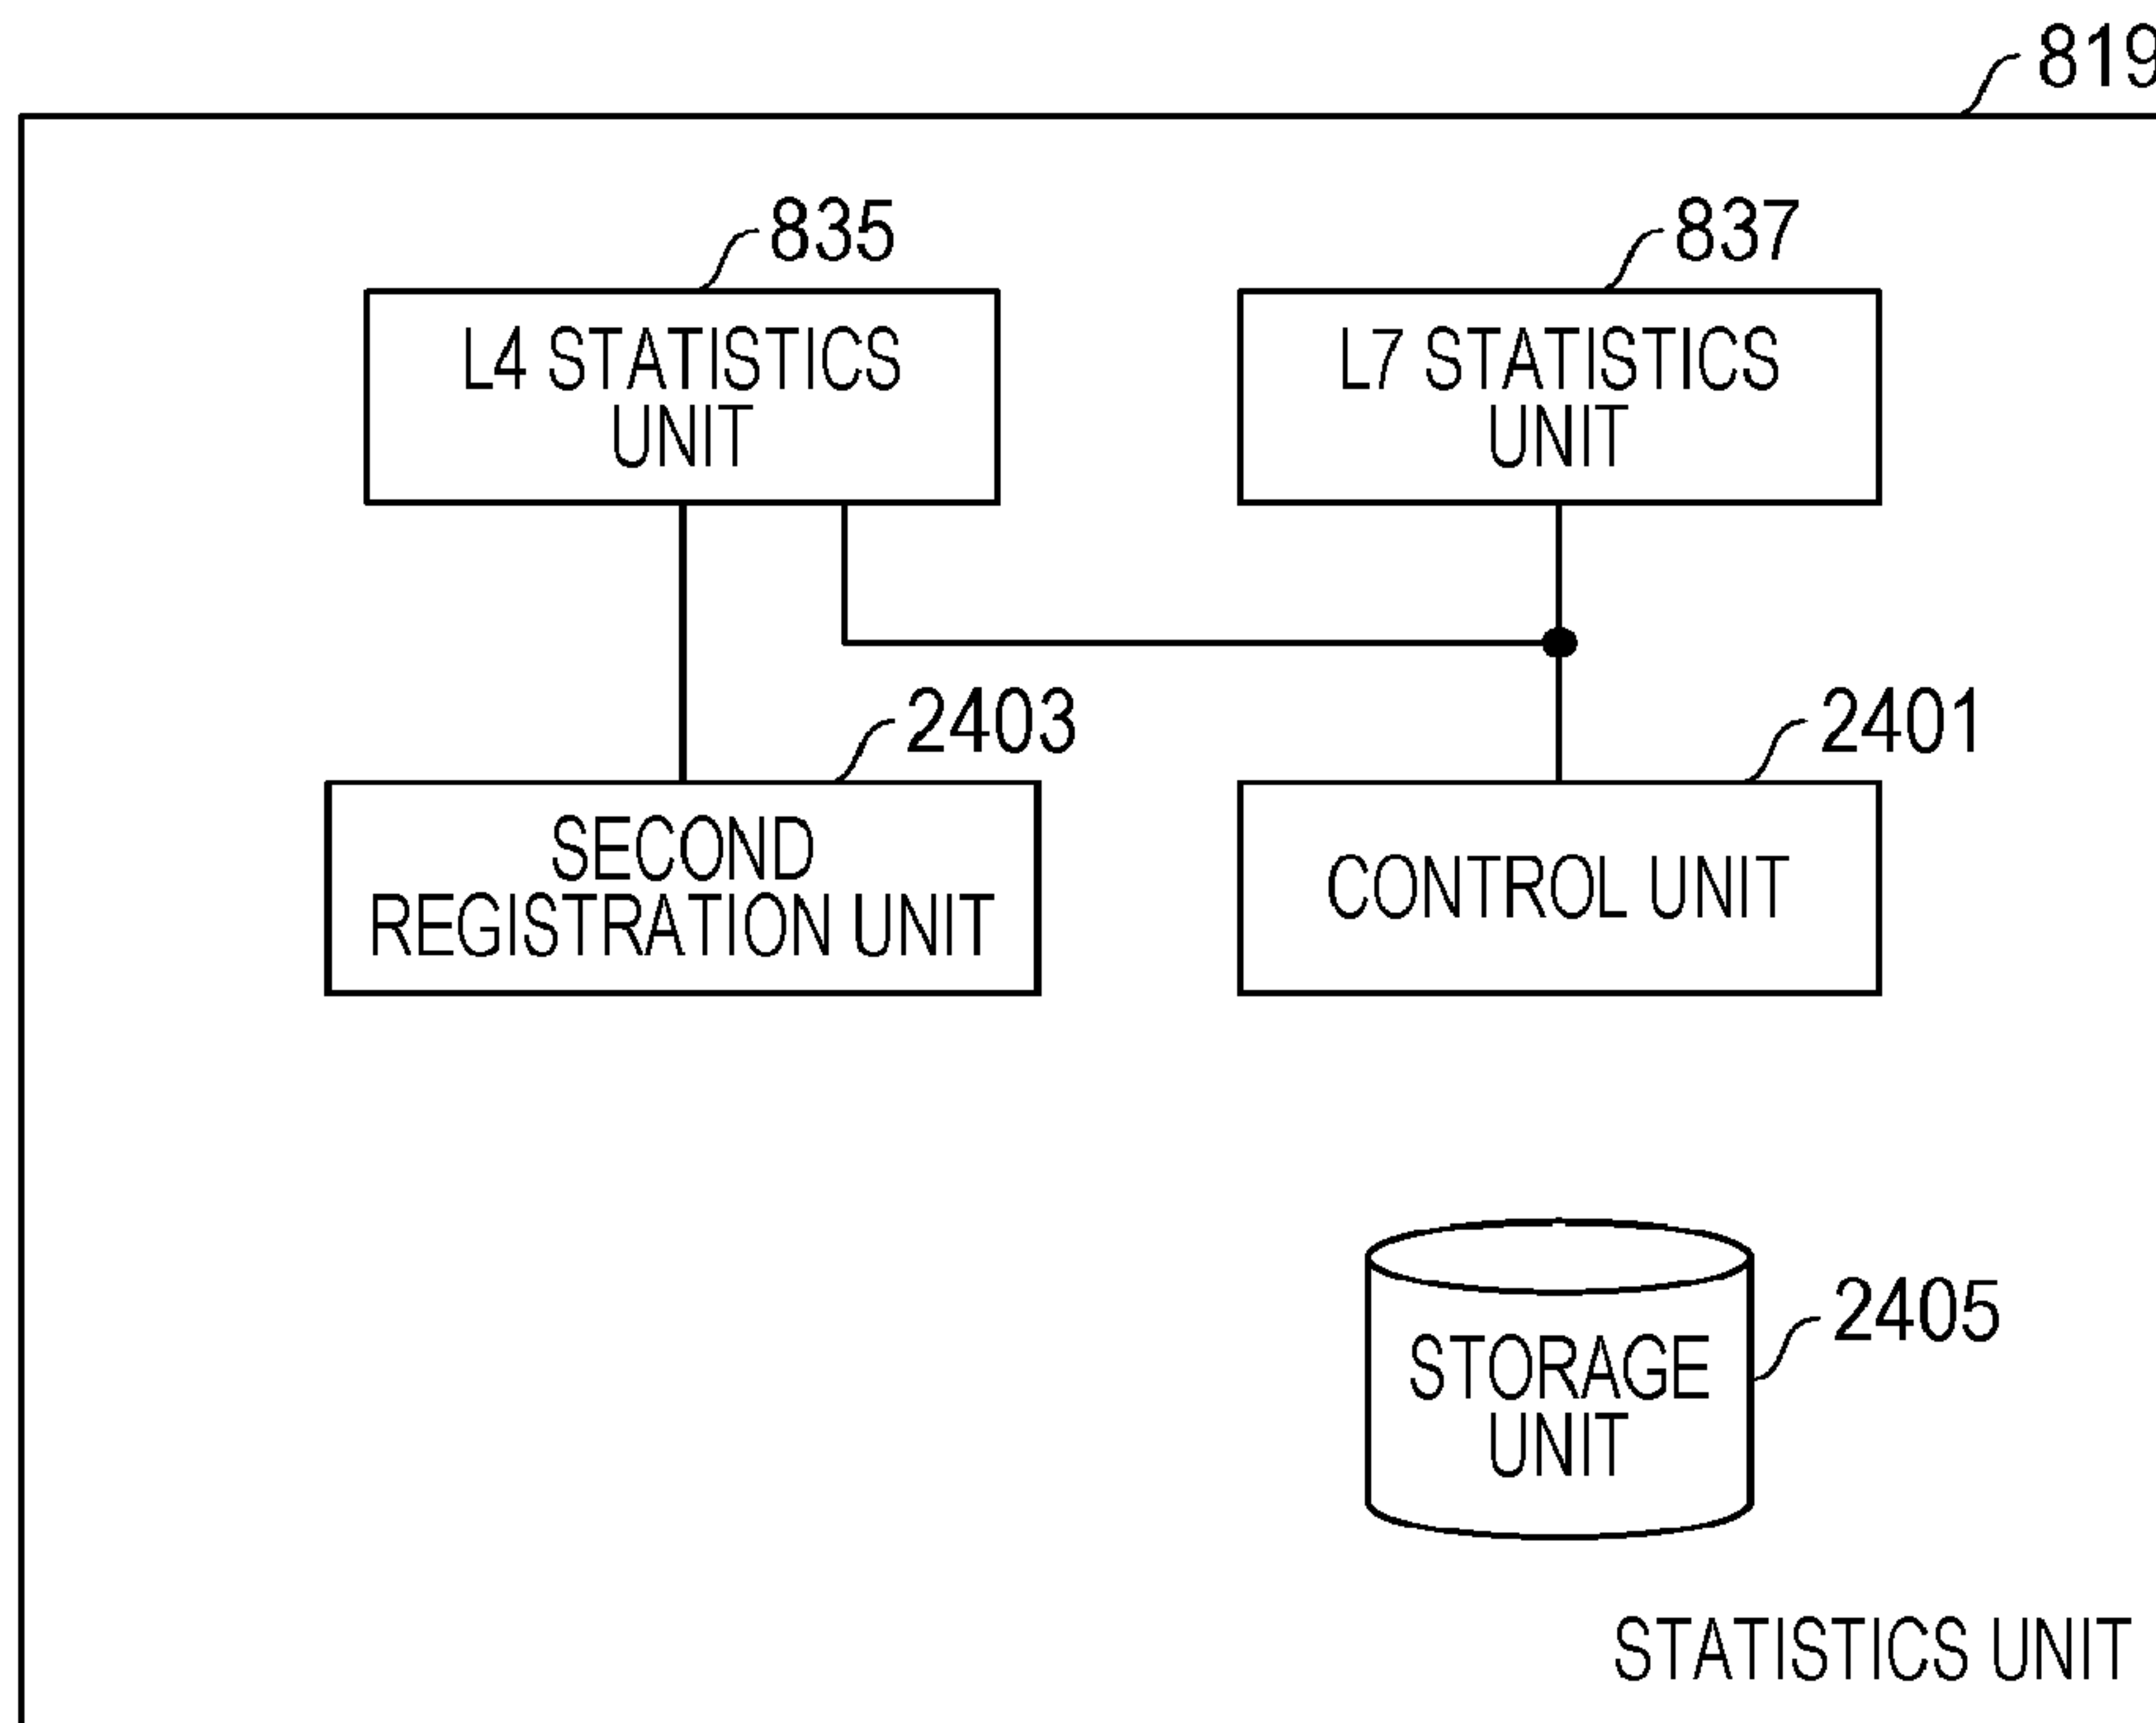 819
835
837
L4 STATISTICS
UNIT
L7 STATISTICS
UNIT
2403
2401
SECOND
REGISTRATION UNIT
CONTROL UNIT
2405
STORAGE
UNIT
STATISTICS UNIT